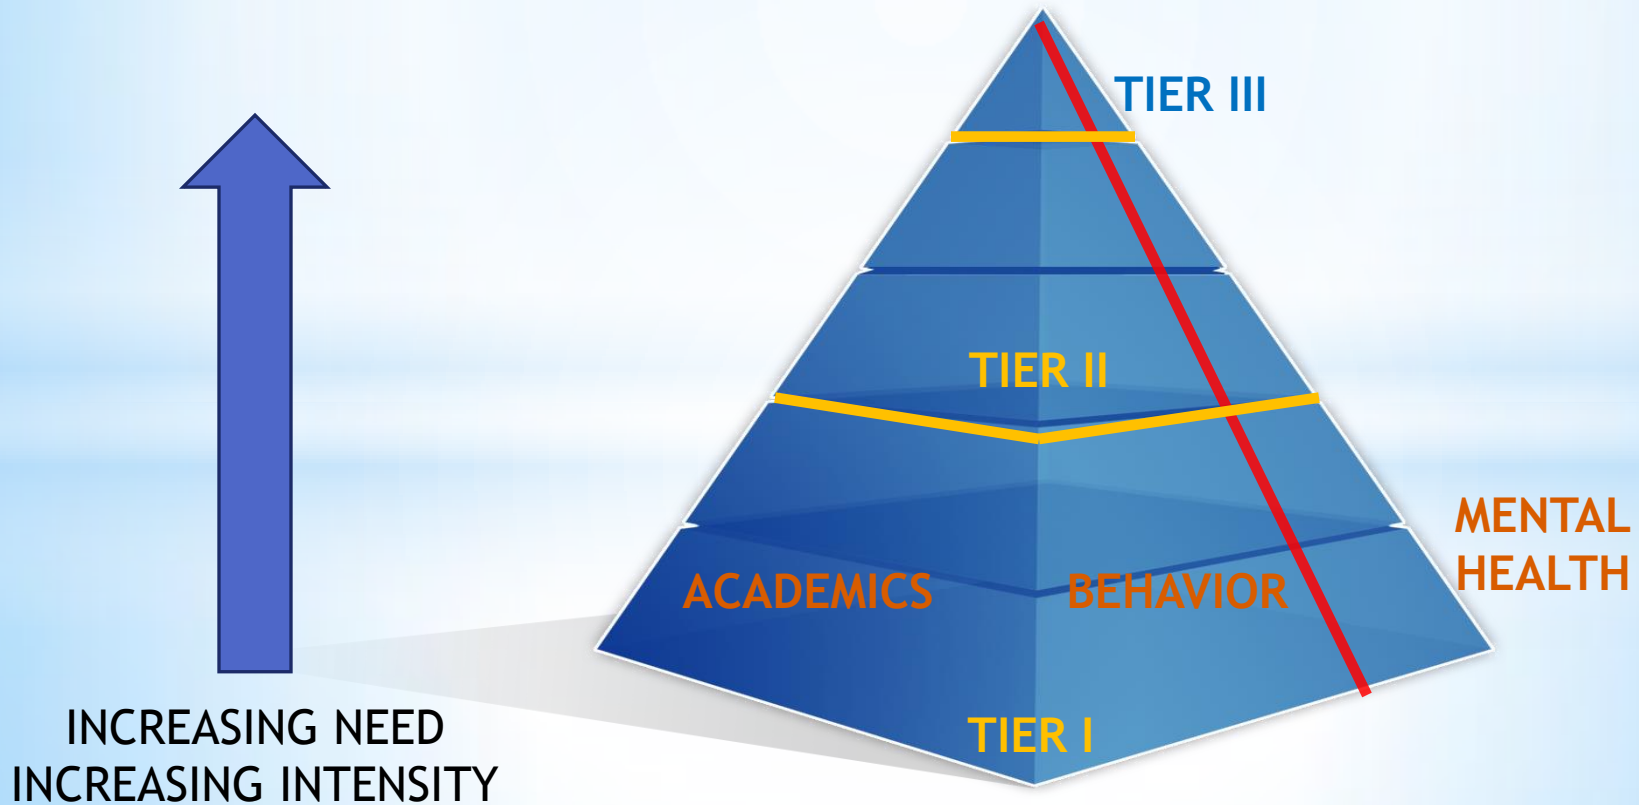 TIER III
TIER II
MENTAL
HEALTH
ACADEMICS
BEHAVIOR
TIER I
INCREASING NEED
INCREASING INTENSITY